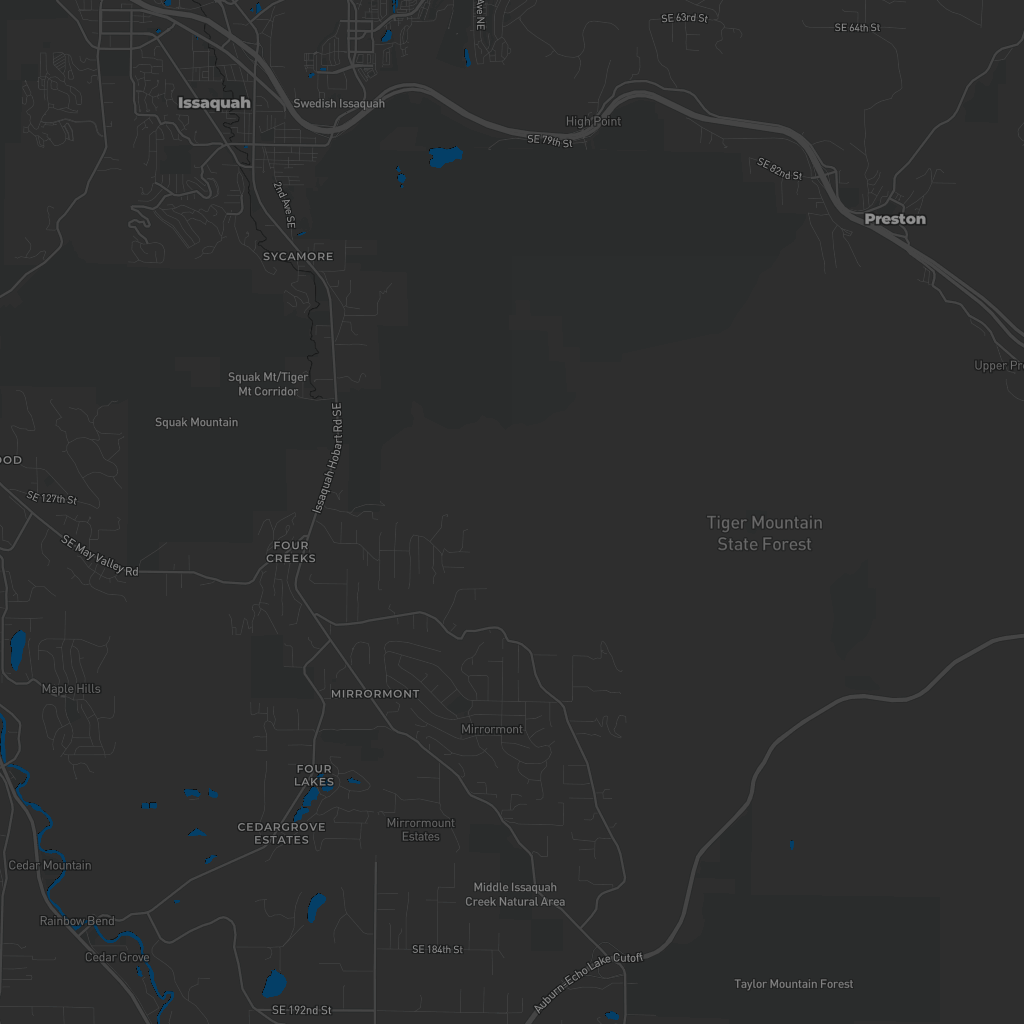 Ave NE
SE 63rd St
SE 64th St
Issaquah
Swedish Issaquah
High Point
SE 79th St
SE 82nd St
2nd Ave SE
Preston
SYCAMORE
Upper Pre
Squak Mt/Tiger
Mt Corridor
Squak Mountain
Issaquah-Hobart Rd SE
OOD
SE 127th St
Tiger Mountain
State Forest
SE May Valley Rd
FOUR
CREEKS
Maple Hills
MIRRORMONT
Mirrormont
FOUR
LAKES
CEDARGROVE
ESTATES
Mirrormount
Estates
Cedar Mountain
Middle Issaquah
Creek Natural Area
Rainbow Bend
Cedar Grove
SE 184th St
Auburn-Echo Lake Cutoff
Taylor Mountain Forest
SE 192nd St